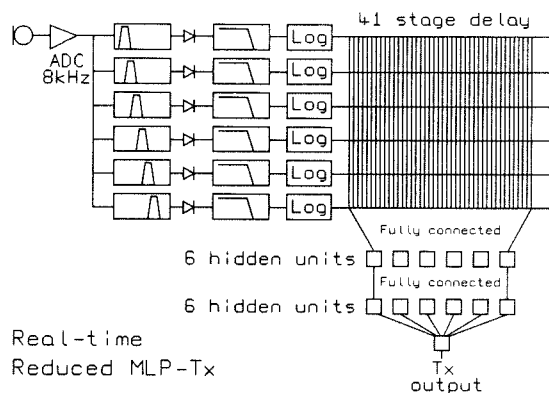 41 stage delay
ADC
8kHz
Log
Log
Log
Log
Log
Log
Fully connected
6 hidden units
Fully connected
6 hidden units
Real-time
Reduced MLP-Tx
Tx
output